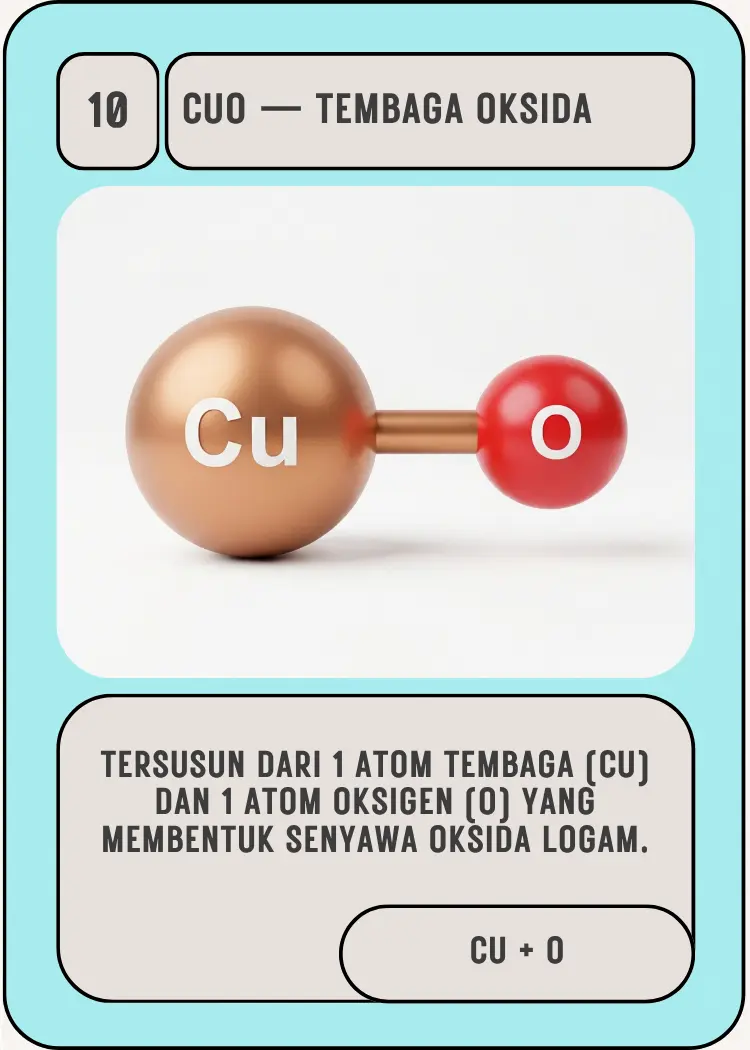 10
CUO — TEMBAGA OKSIDA
Cu
O
TERSUSUN DARI 1 ATOM TEMBAGA (CU)
DAN 1 ATOM OKSIGEN (O) YANG
MEMBENTUK SENYAWA OKSIDA LOGAM.
CU + O